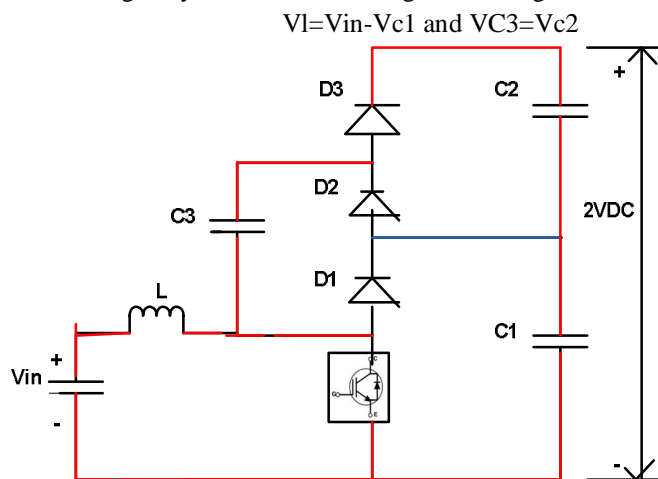 Vl=Vin-Vc1 and VC3=Vc2
D3
C2
+
D2
C3
2VDC
D1
L
C1
+
Vin
C
G
E
-
-